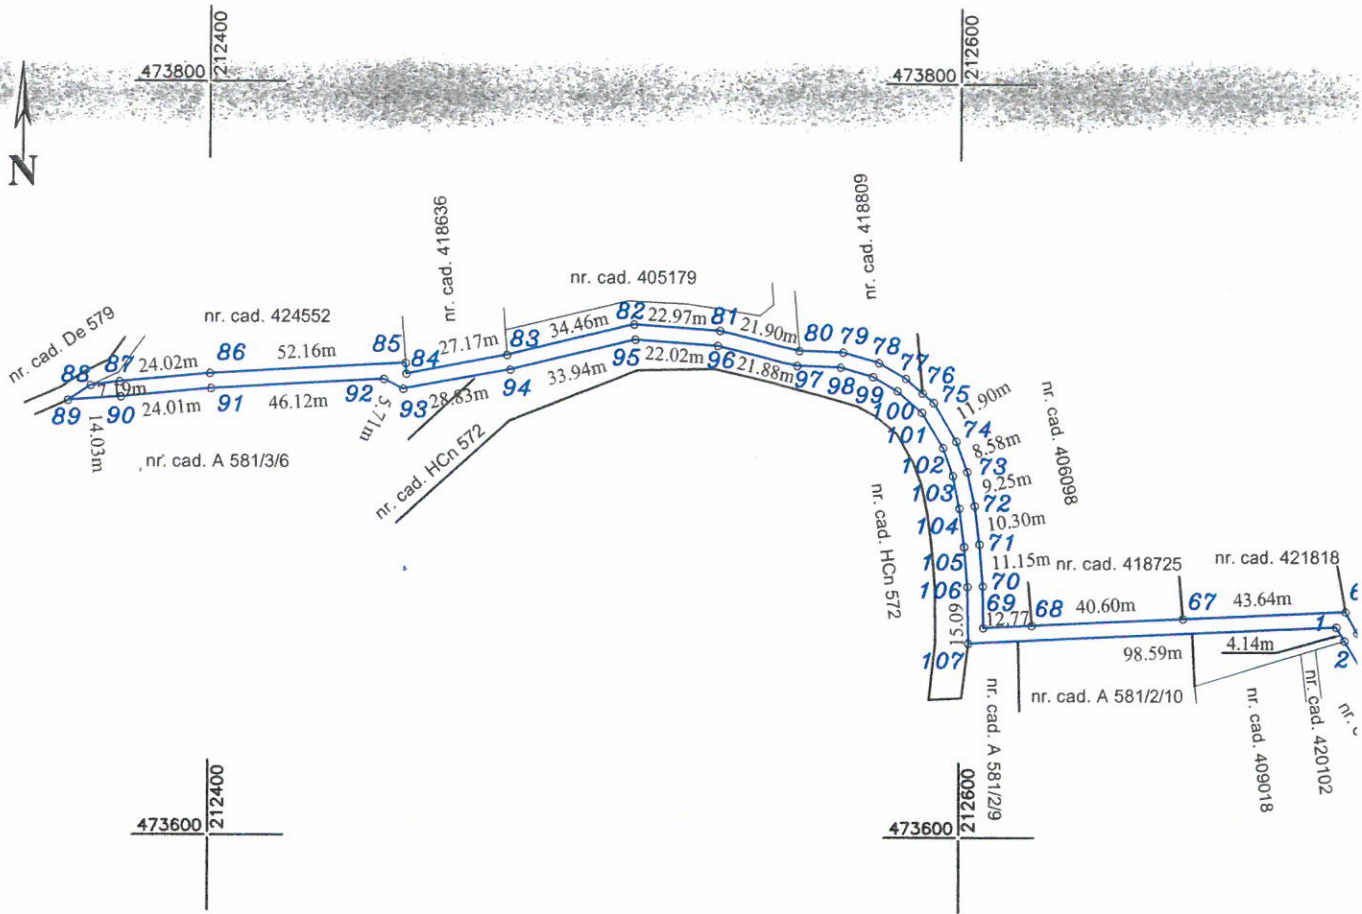 212400
473800
212600
473800
N
nr. cad. De 579
nr. cad. 424552
nr. cad. 418636
nr. cad. 405179
nr. cad. 418809
88
87
86
85
84
83
82
81
80
79
78
77
76
75
24.02m
52.16m
27.17m
34.46m
22.97m
21.90m
7.19m
89
90
91
92
93
94
95
96
97
98
99
100
101
102
103
104
105
106
107
14.03m
24.01m
46.12m
5.71m
28.83m
33.94m
22.02m
21.88m
nr. cad. A 581/3/6
nr. cad. HCn 572
nr. cad. HCn 572
11.90m
74
8.58m
73
9.25m
72
10.30m
71
11.15m
70
69
12.77
15.09
nr. cad. 406098
nr. cad. 418725
nr. cad. 421818
68
40.60m
67
43.64m
1
2
4.14m
98.59m
nr. cad. A 581/2/10
nr. cad. A 581/2/9
nr. cad. 409018
nr. cad. 420102
212400
473600
212600
473600